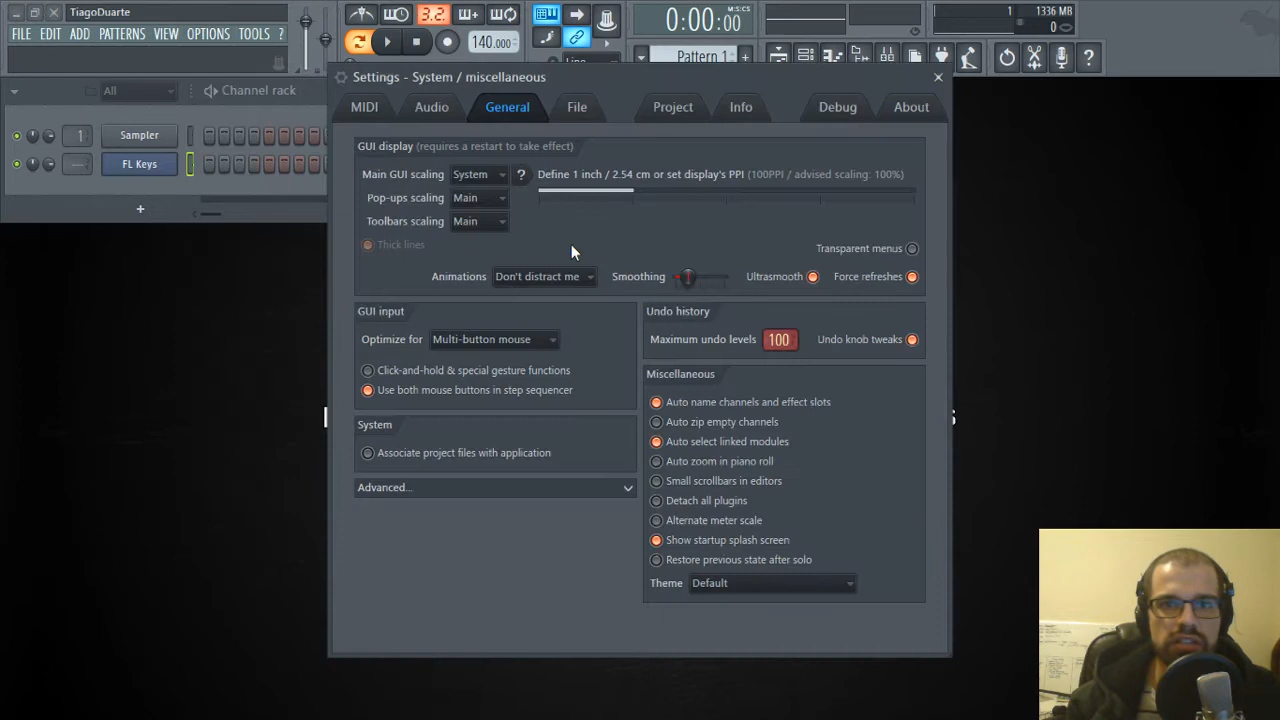 TiagoDuarte
FILE EDIT ADD PATTERNS VIEW OPTIONS TOOLS ?
3.2.
140.000
0:00:00
M:S:CS
1
1336 MB
0
Line
Pattern 1
All
Channel rack
1
Sampler
---
FL Keys
Settings - System / miscellaneous
MIDI Audio General File Project Info Debug About
GUI display (requires a restart to take effect)
Main GUI scaling System ? Define 1 inch / 2.54 cm or set display's PPI (100PPI / advised scaling: 100%)
Pop-ups scaling Main
Toolbars scaling Main
Thick lines
Transparent menus
Animations Don't distract me Smoothing Ultrasmooth Force refreshes
GUI input
Optimize for Multi-button mouse
Click-and-hold & special gesture functions
Use both mouse buttons in step sequencer
System
Associate project files with application
Advanced...
Undo history
Maximum undo levels 100 Undo knob tweaks
Miscellaneous
Auto name channels and effect slots
Auto zip empty channels
Auto select linked modules
Auto zoom in piano roll
Small scrollbars in editors
Detach all plugins
Alternate meter scale
Show startup splash screen
Restore previous state after solo
Theme Default